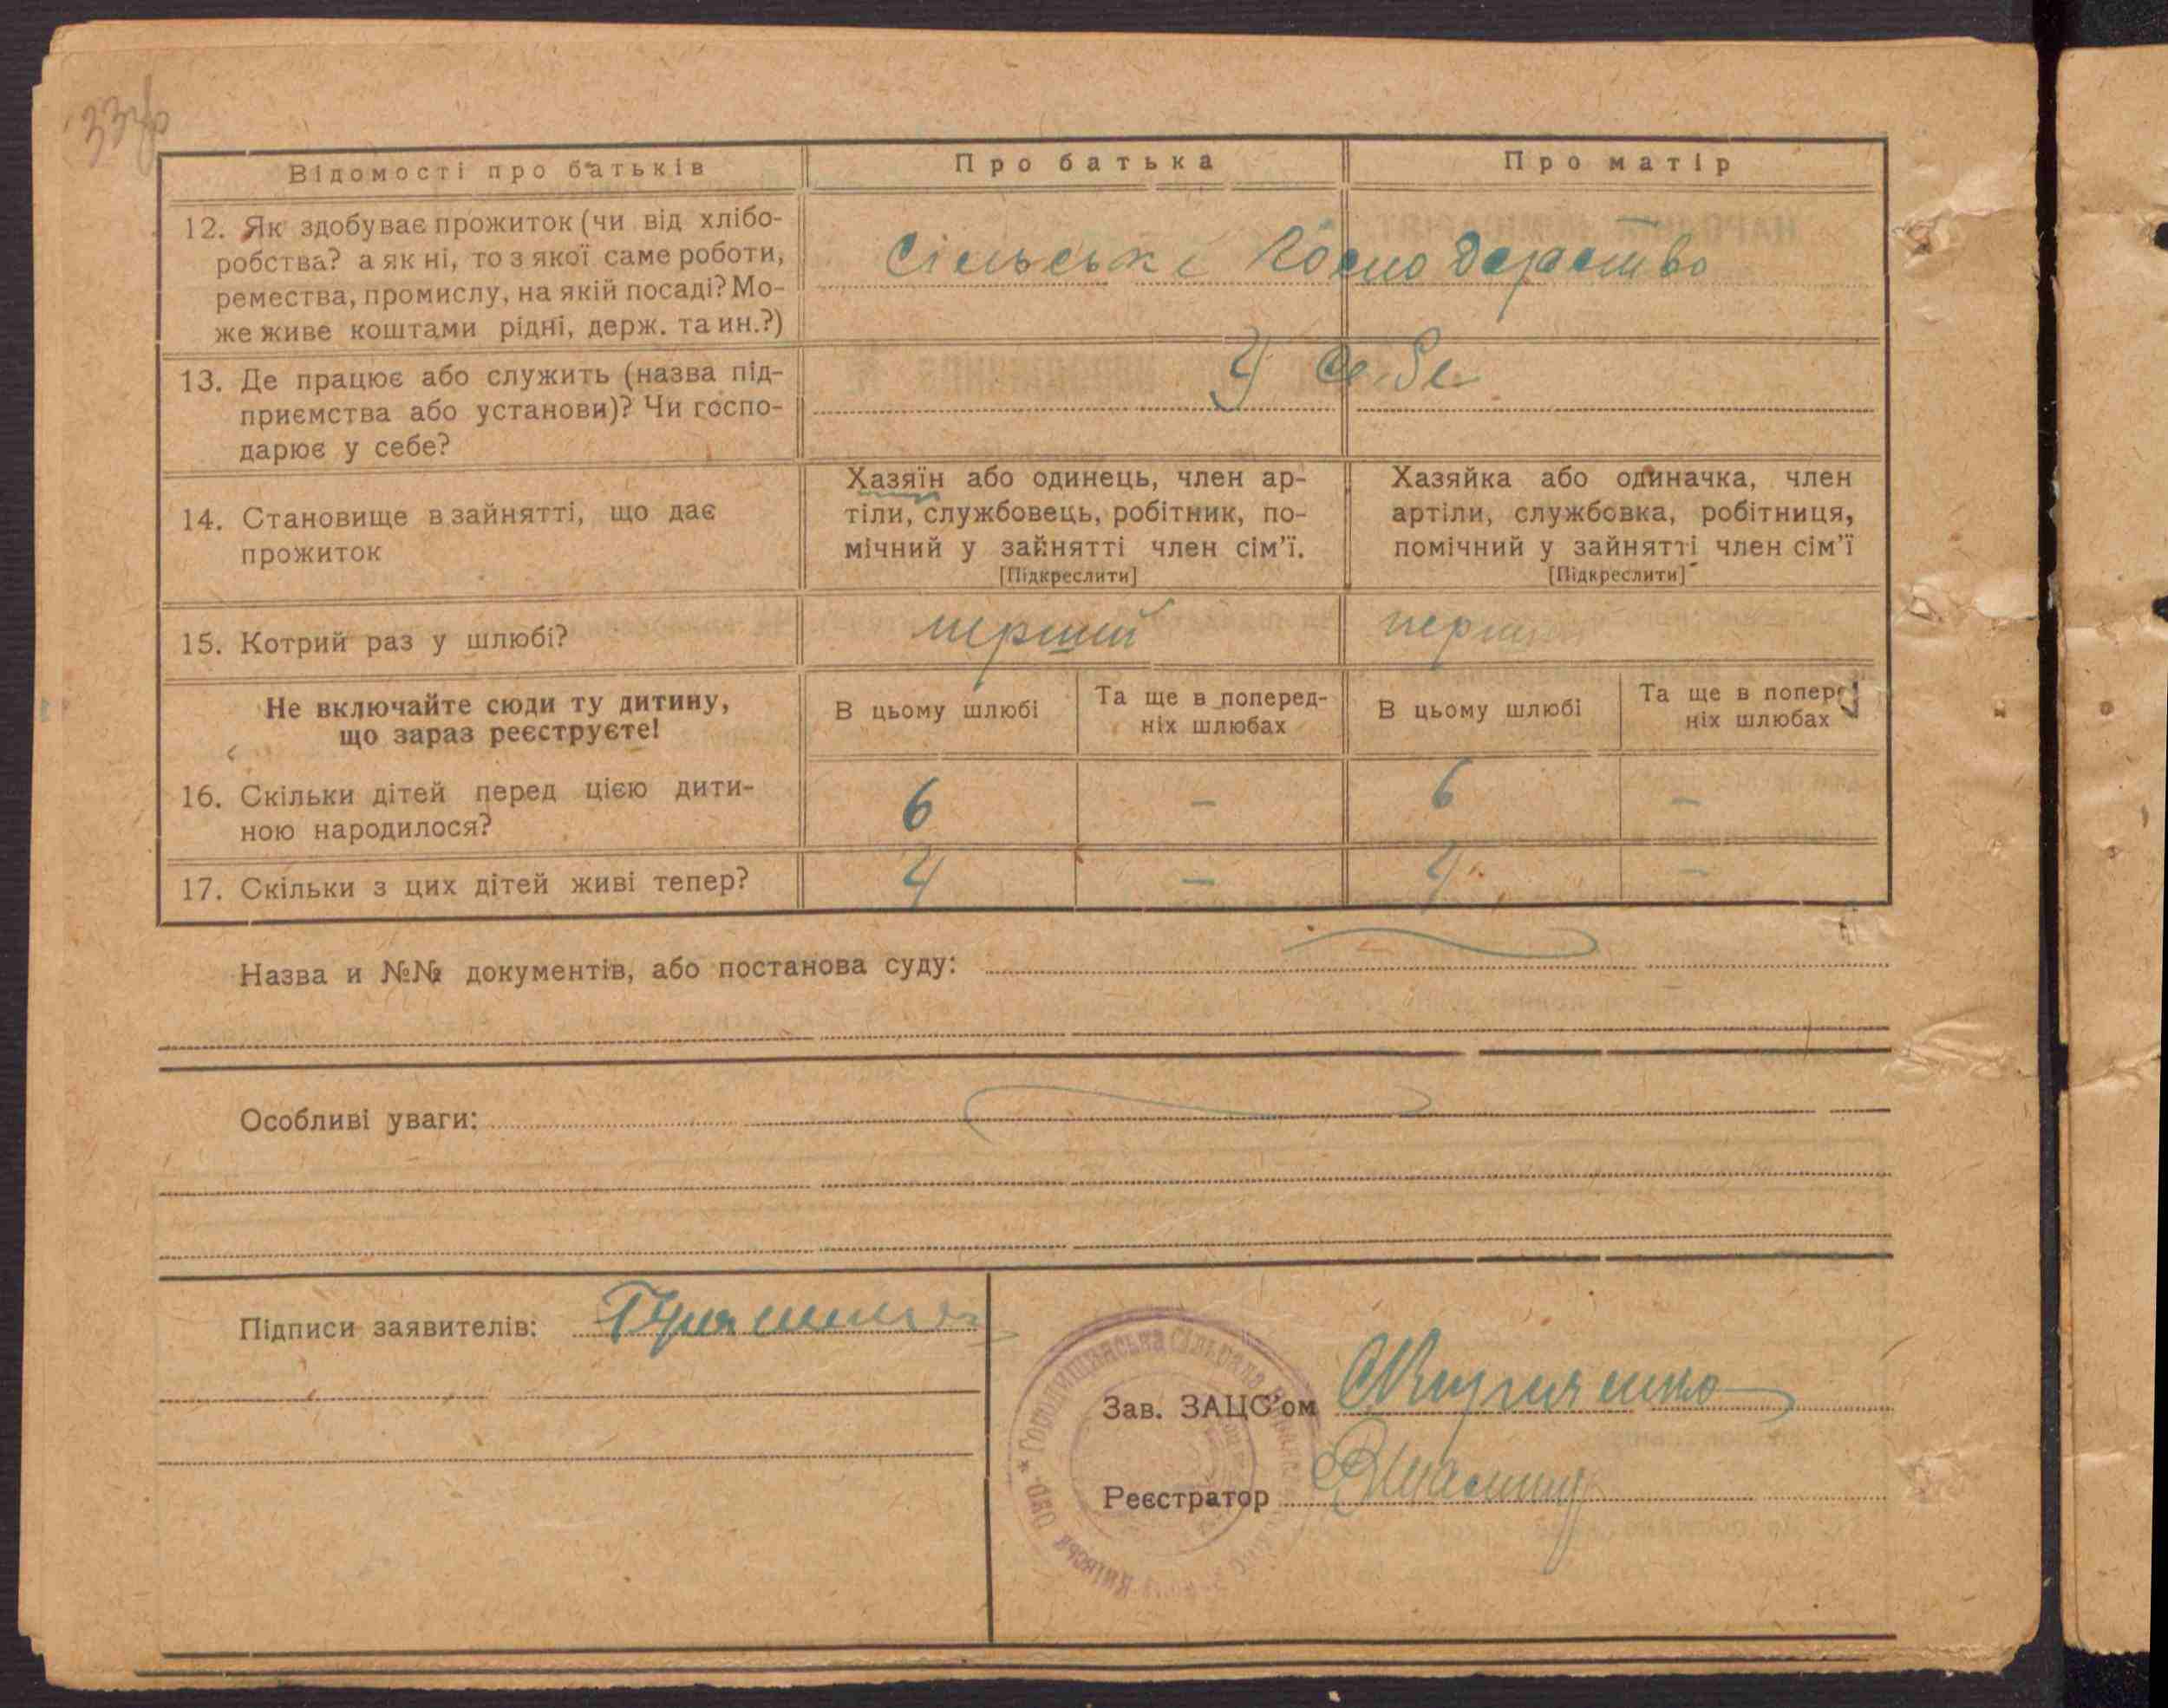 Відомості про батьків
Про батька
Про матір
12. Як здобуває прожиток (чи від хлібо-
робства? а як ні, то з якої саме роботи,
ремества, промислу, на якій посаді? Мо-
же живе коштами рідні, держ. та ин.?)
Сільське Господарство
13. Де працює або служить (назва під-
приємства або установи)? Чи госпо-
дарює у себе?
У себе
14. Становище в зайнятті, що дає
прожиток
Хазяїн або одинець, член ар-
тіли, службовець, робітник, по-
мічний у зайнятті член сім'ї.
[Підкреслити]
Хазяйка або одиначка, член
артіли, службовка, робітниця,
помічний у зайнятті член сім'ї
[Підкреслити]
15. Котрий раз у шлюбі?
перший
перший
Не включайте сюди ту дитину,
що зараз реєструєте!
В цьому шлюбі
Та ще в поперед-
ніх шлюбах
В цьому шлюбі
Та ще в поперед
ніх шлюбах
16. Скільки дітей перед цією дити-
ною народилося?
6
-
6
-
17. Скільки з цих дітей живі тепер?
4
-
4
-
Назва и №№ документів, або постанова суду:
Особливі уваги:
Підписи заявителів:
Зав. ЗАЦС'ом
Реєстратор
Городищанська Сільська
Київська Окр.